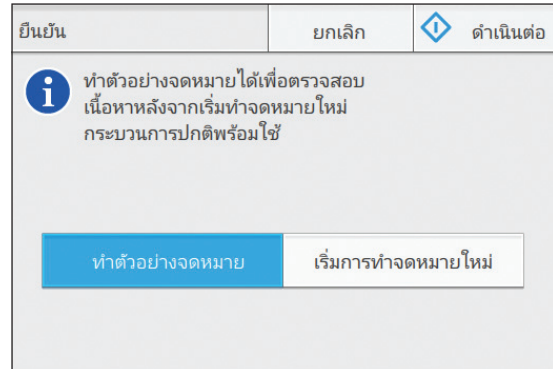 ยืนยัน ยกเลิก ดำเนินต่อ
ทำตัวอย่างจดหมายได้เพื่อตรวจสอบ
เนื้อหาหลังจากเริ่มทำจดหมายใหม่
กระบวนการปกติพร้อมใช้
ทำตัวอย่างจดหมาย เริ่มการทำจดหมายใหม่